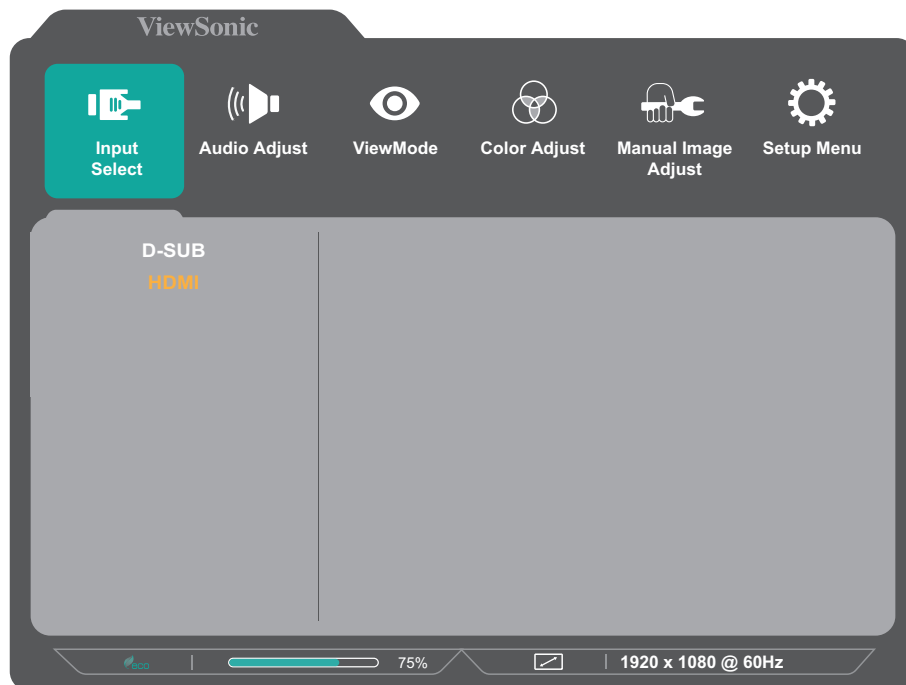 ViewSonic
Input
Select
Audio Adjust
ViewMode
Color Adjust
Manual Image
Adjust
Setup Menu
D-SUB
HDMI
ECO
75%
1920 x 1080 @ 60Hz